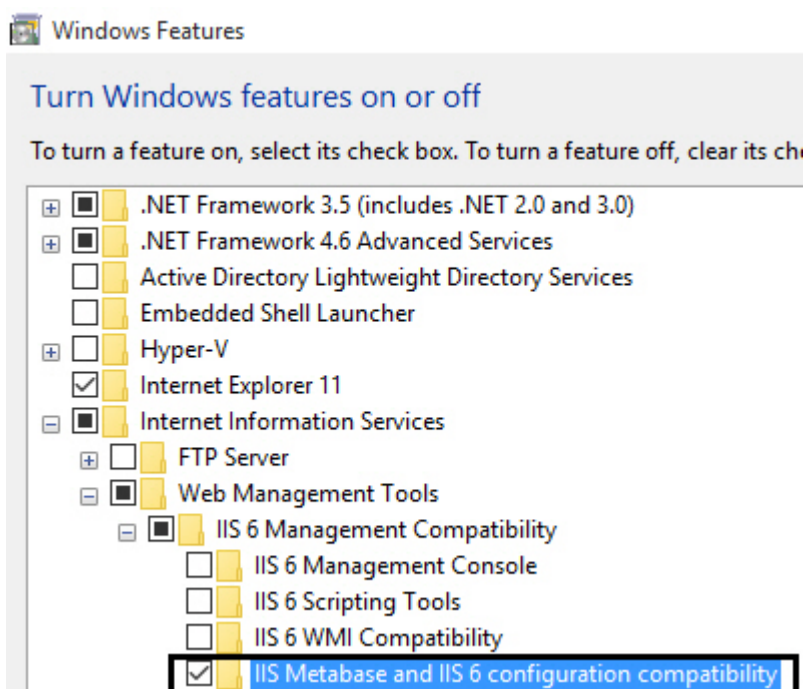 Windows Features
Turn Windows features on or off
To turn a feature on, select its check box. To turn a feature off, clear its
.NET Framework 3.5 (includes .NET 2.0 and 3.0)
.NET Framework 4.6 Advanced Services
Active Directory Lightweight Directory Services
Embedded Shell Launcher
Hyper-V
Internet Explorer 11
Internet Information Services
FTP Server
Web Management Tools
IIS 6 Management Compatibility
IIS 6 Management Console
IIS 6 Scripting Tools
IIS 6 WMI Compatibility
IIS Metabase and IIS 6 configuration compatibility